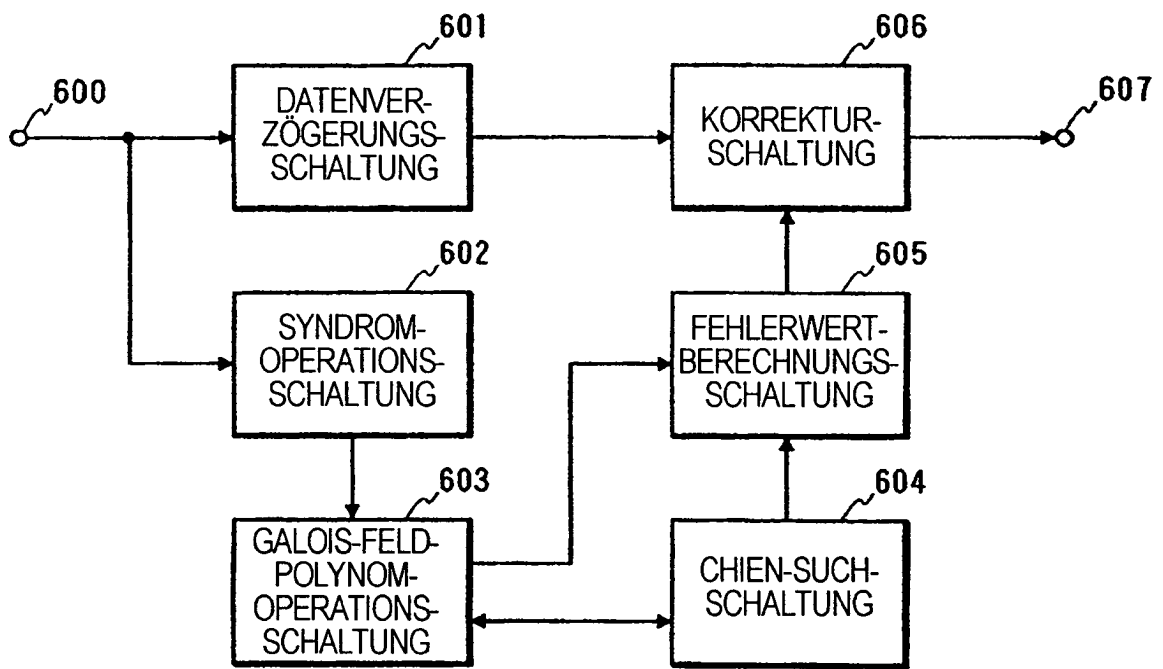 601
606
600
DATENVER-
ZÖGERUNGS-
SCHALTUNG
KORREKTUR-
SCHALTUNG
607
602
605
SYNDROM-
OPERATIONS-
SCHALTUNG
FEHLERWERT-
BERECHNUNGS-
SCHALTUNG
603
604
GALOIS-FELD-
POLYNOM-
OPERATIONS-
SCHALTUNG
CHIEN-SUCH-
SCHALTUNG